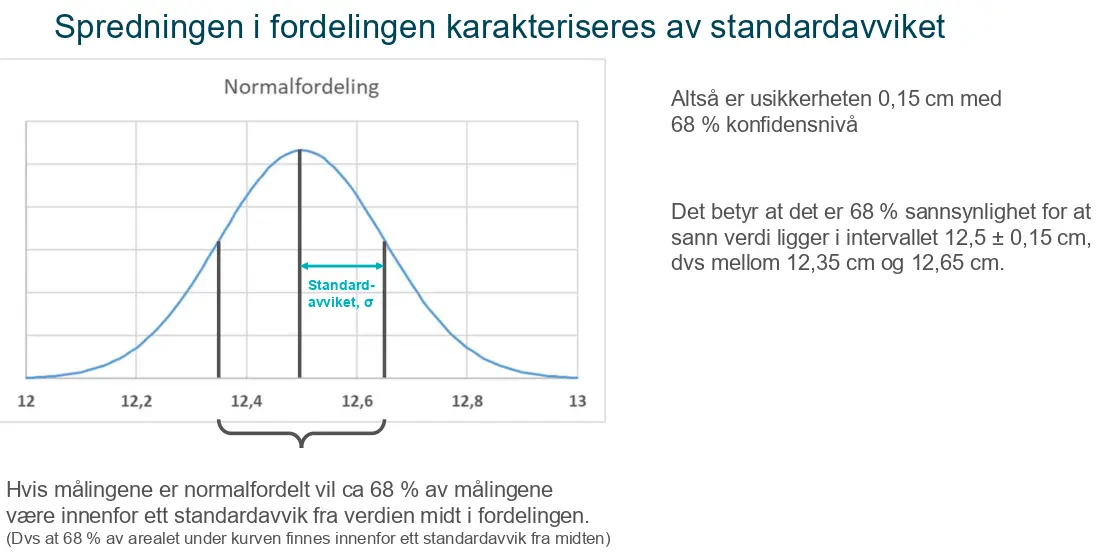 Spredningen i fordelingen karakteriseres av standardavviket
Normalfordeling
Standard-
avviket, σ
12 12,2 12,4 12,6 12,8 13
Hvis målingene er normalfordelt vil ca 68 % av målingene
være innenfor ett standardavvik fra verdien midt i fordelingen.
(Dvs at 68 % av arealet under kurven finnes innenfor ett standardavvik fra midten)
Altså er usikkerheten 0,15 cm med
68 % konfidensnivå
Det betyr at det er 68 % sannsynlighet for at
sann verdi ligger i intervallet 12,5 ± 0,15 cm,
dvs mellom 12,35 cm og 12,65 cm.